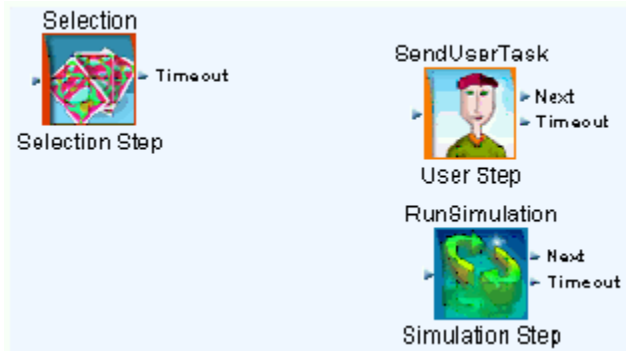 Selection
Timeout
Selection Step
SendUserTask
Next
Timeout
User Step
RunSimulation
Next
Timeout
Simulation Step